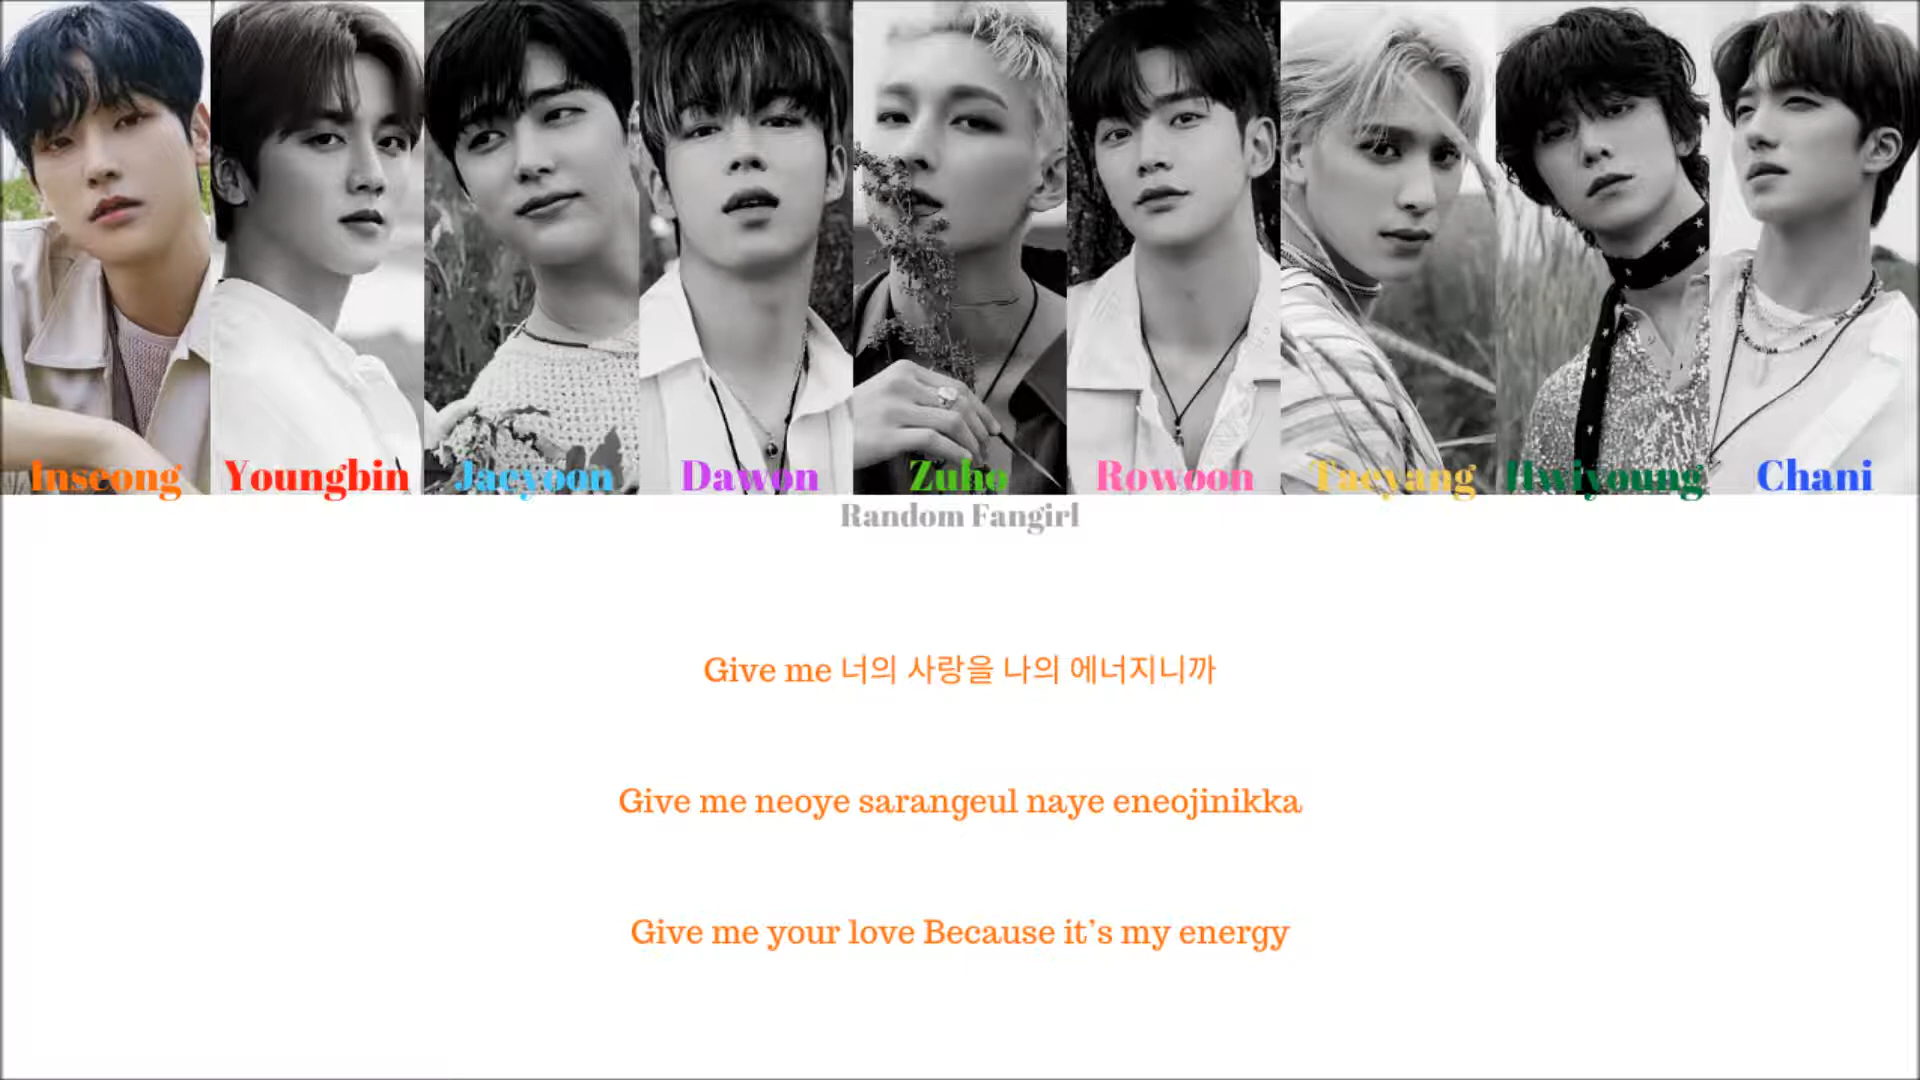 Inseong Youngbin Jaeyoon Dawon Zuho Rowoon Taeyang Hwiyoung Chani
Random Fangirl
Give me 너의 사랑을 나의 에너지니까
Give me neoye sarangeul naye eneojinikka
Give me your love Because it's my energy